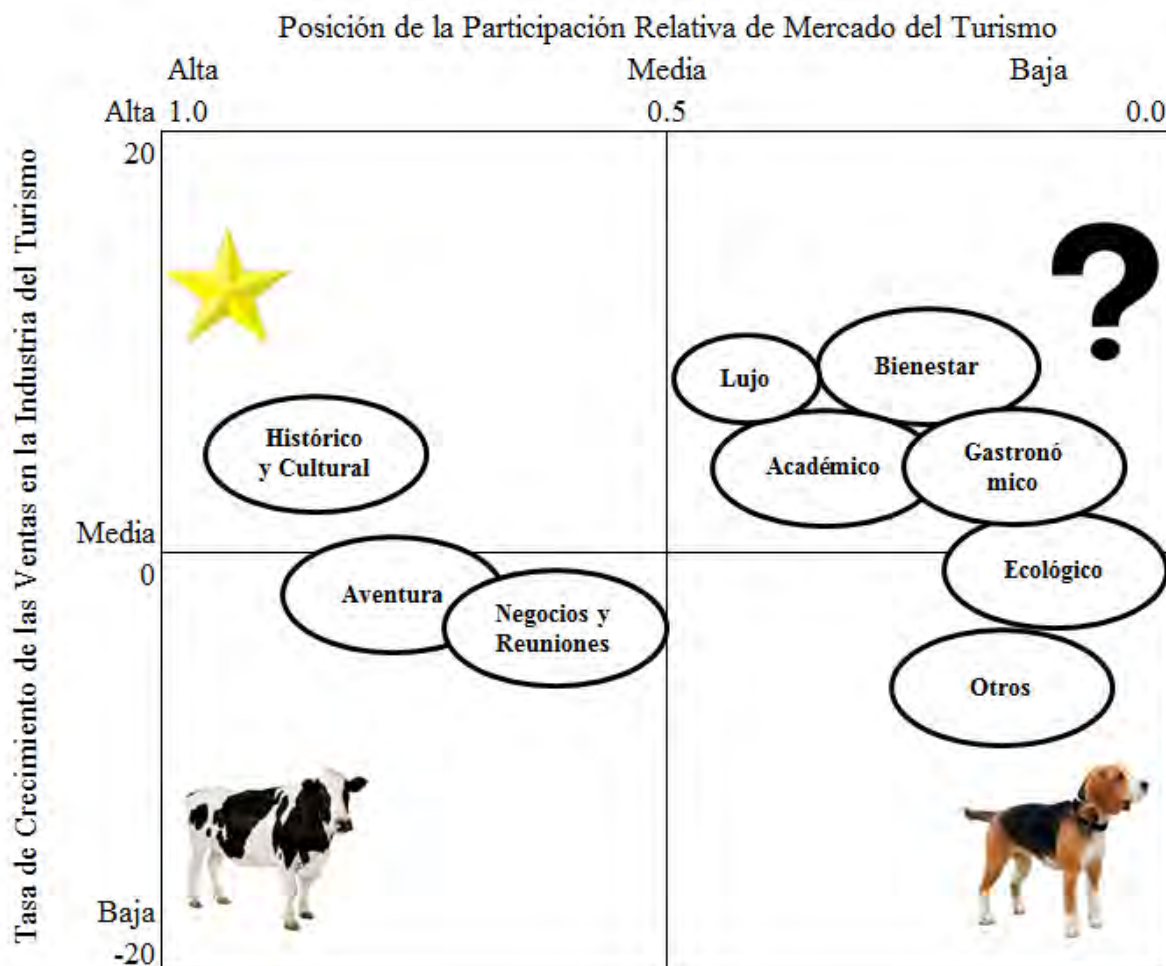 Posición de la Participación Relativa de Mercado del Turismo
Alta Media Baja
Alta 1.0 0.5 0.0
20
Tasa de Crecimiento de las Ventas en la Industria del Turismo
?
Lujo
Bienestar
Histórico
y Cultural
Académico
Gastronó
mico
Media
0
Aventura
Negocios y
Reuniones
Ecológico
Otros
Baja
-20